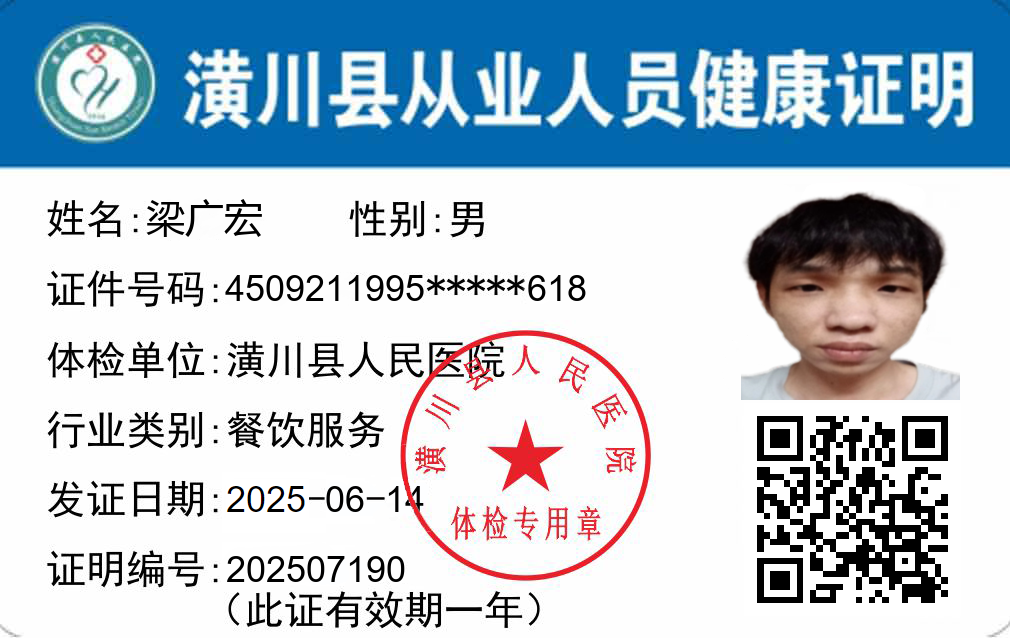 潢川县从业人员健康证明
姓名:梁广宏 性别:男
证件号码:4509211995*****618
体检单位:潢川县人民医院
行业类别:餐饮服务
发证日期:2025-06-14
证明编号:202507190
(此证有效期一年)
潢川县人民医院
体检专用章